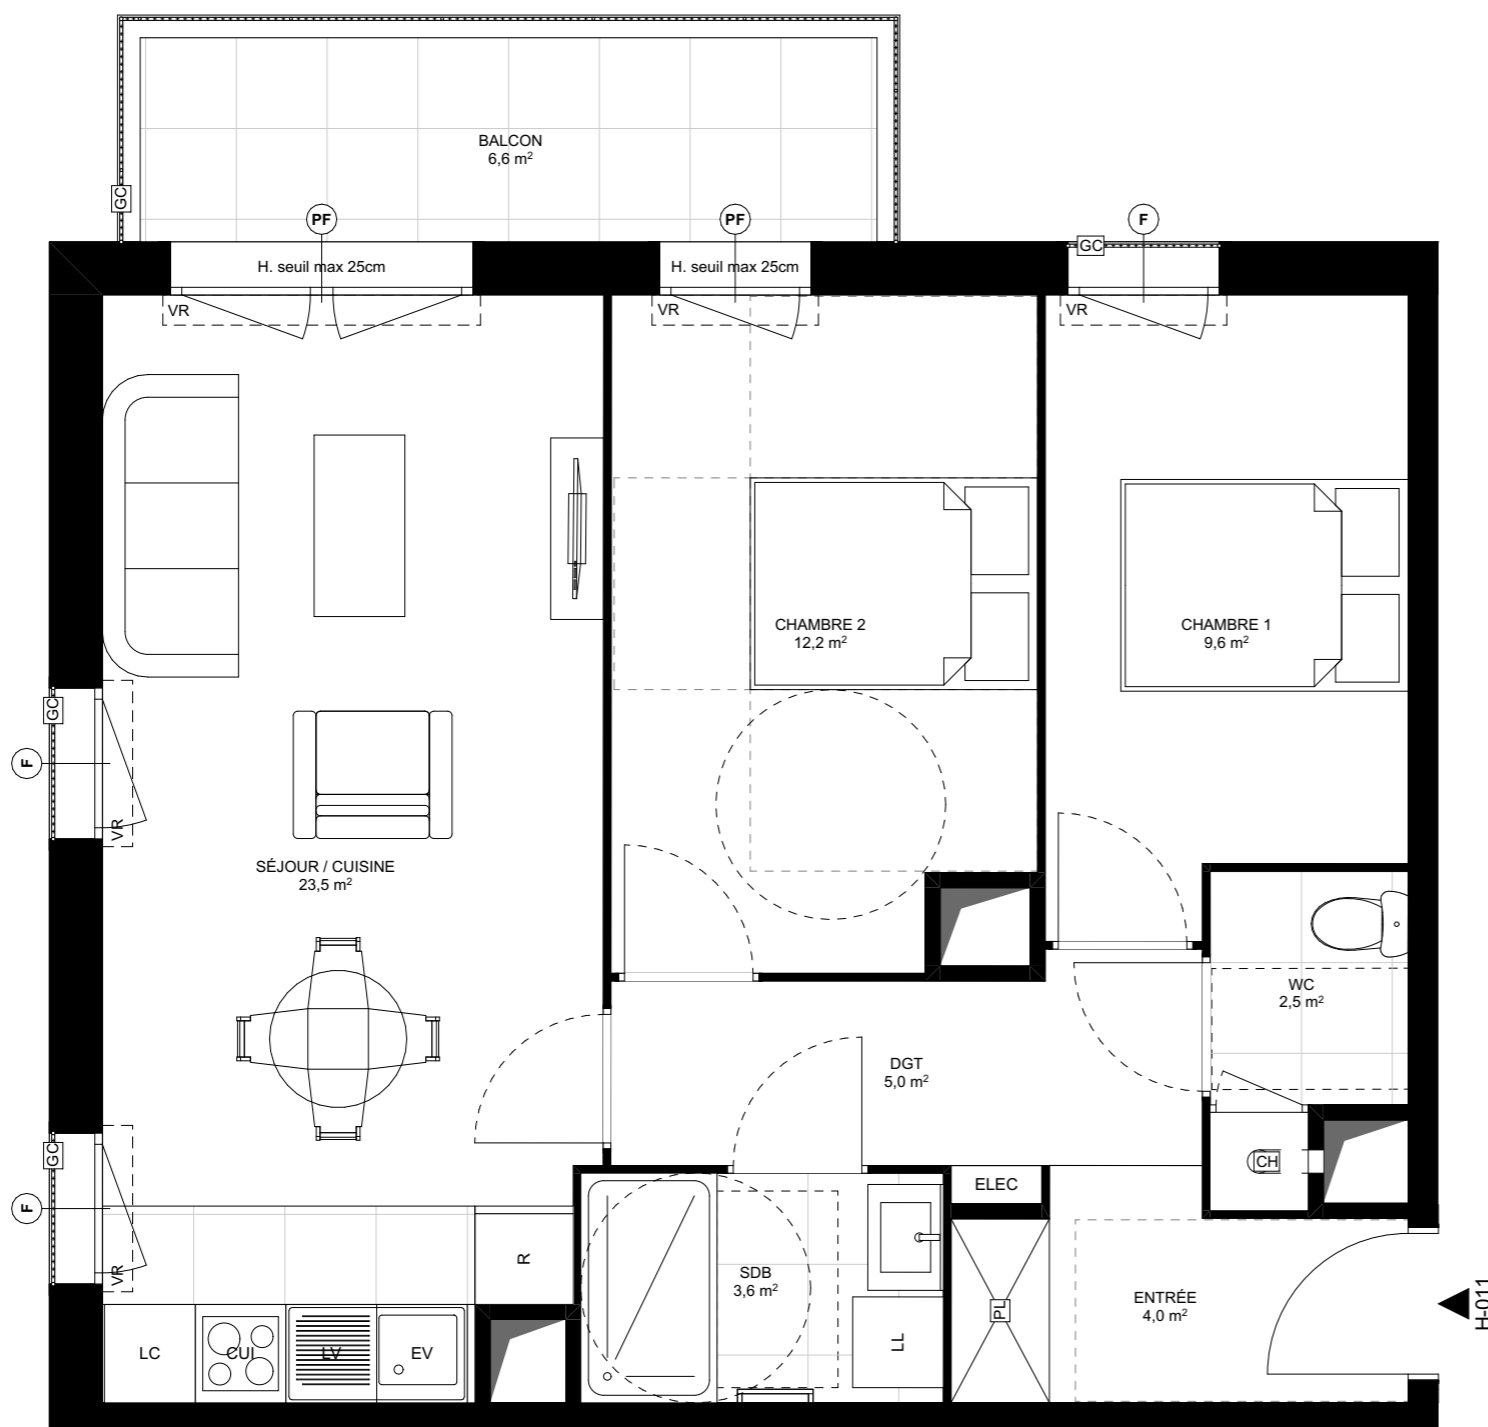 BALCON
6,6 m²
GC
PF
PF
F
GC
H. seuil max 25cm
H. seuil max 25cm
VR
VR
VR
CHAMBRE 2
12,2 m²
CHAMBRE 1
9,6 m²
GC
F
VR
SÉJOUR / CUISINE
23,5 m²
WC
2,5 m²
DGT
5,0 m²
GC
F
VR
CH
ELEC
R
SDB
3,6 m²
PL
ENTRÉE
4,0 m²
H-011
LC
CUI
LV
EV
LL